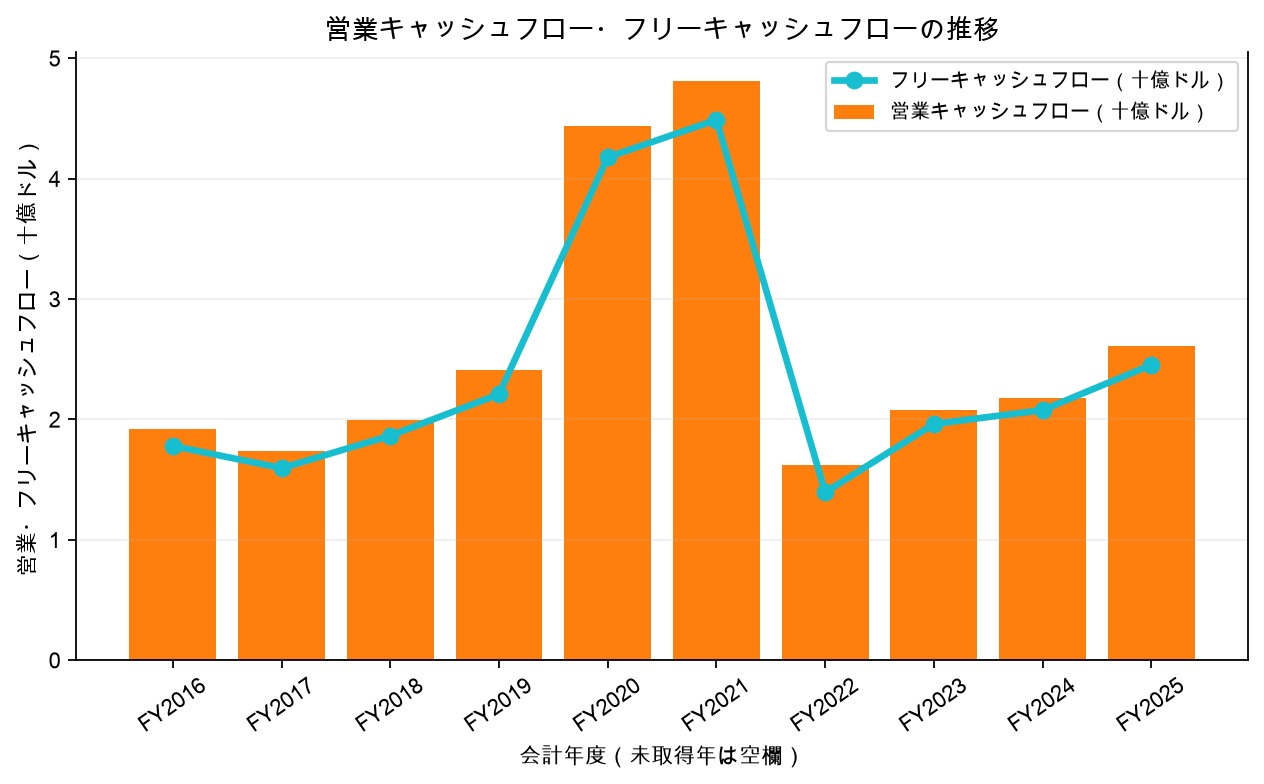 営業キャッシュフロー・フリーキャッシュフローの推移
フリーキャッシュフロー(十億ドル)
営業キャッシュフロー(十億ドル)
営業・フリーキャッシュフロー(十億ドル)
5
4
3
2
1
0
FY2016
FY2017
FY2018
FY2019
FY2020
FY2021
FY2022
FY2023
FY2024
FY2025
会計年度(未取得年は空欄)